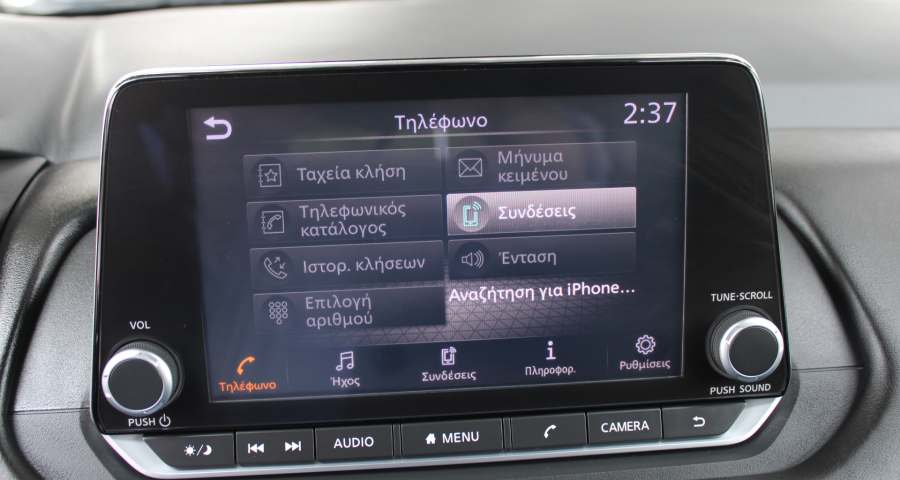 Τηλέφωνο
2:37
Ταχεία κλήση
Μήνυμα
κειμένου
Τηλεφωνικός
κατάλογος
Συνδέσεις
Ιστορ. κλήσεων
Ένταση
Επιλογή
αριθμού
Αναζήτηση για iPhone...
Τηλέφωνο
Ήχος
Συνδέσεις
Πληροφορ.
Ρυθμίσεις
VOL
PUSH
TUNE·SCROLL
PUSH SOUND
AUDIO
MENU
CAMERA